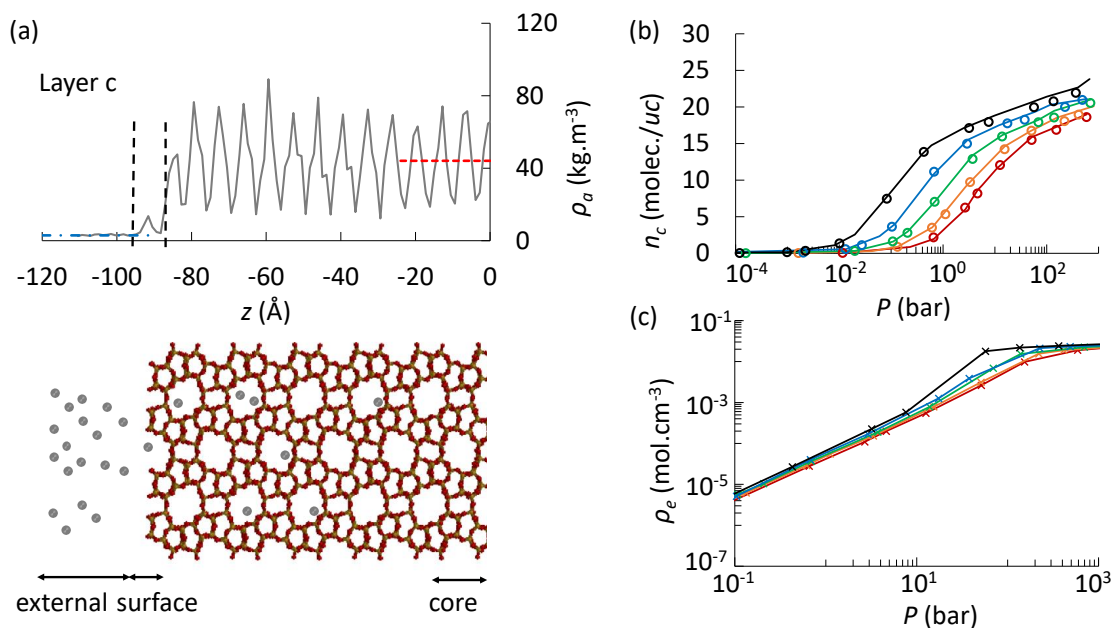 (a)
Layer c
120
80
40
0
ρₐ (kg.m⁻³)
-120 -100 -80 -60 -40 -20 0
z (Å)
external surface core
(b)
30
25
20
15
10
5
0
n_c (molec./uc)
10⁻⁴ 10⁻² 10⁰ 10²
P (bar)
(c)
10⁻¹
10⁻³
10⁻⁵
10⁻⁷
ρₑ (mol.cm⁻³)
10⁻¹ 10¹ 10³
P (bar)